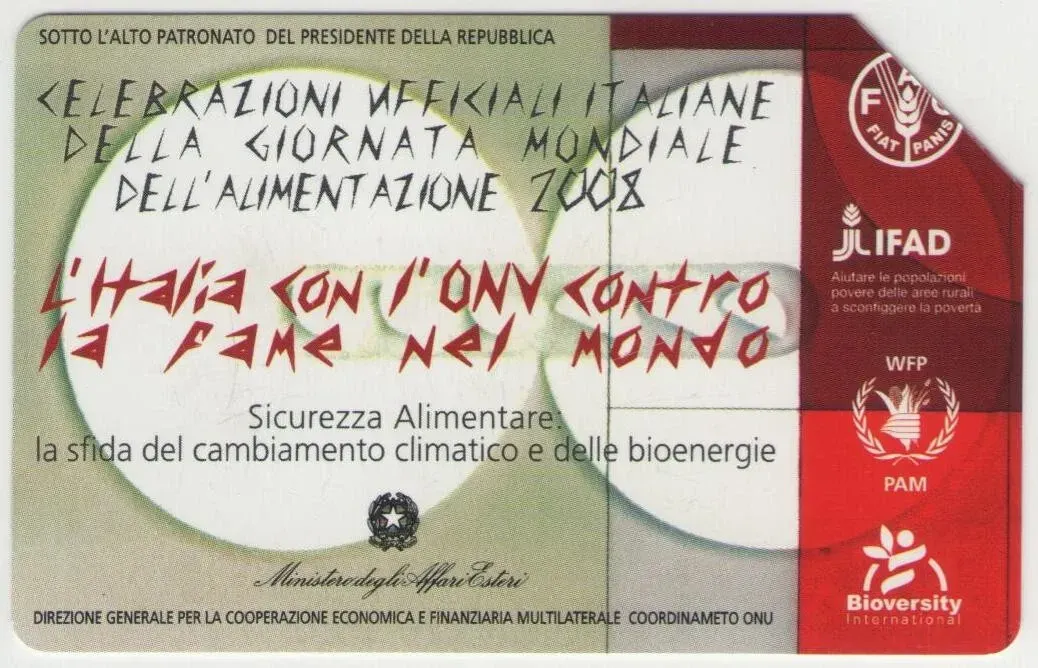 SOTTO L'ALTO PATRONATO DEL PRESIDENTE DELLA REPUBBLICA
CELEBRAZIONI UFFICIALI ITALIANE
DELLA GIORNATA MONDIALE
DELL'ALIMENTAZIONE 2008
L'Italia con l'ONU contro
la fame nel mondo
Sicurezza Alimentare:
la sfida del cambiamento climatico e delle bioenergie
Ministero degli Affari Esteri
DIREZIONE GENERALE PER LA COOPERAZIONE ECONOMICA E FINANZIARIA MULTILATERALE COORDINAMETO ONU
FAO
FIAT PANIS
IFAD
Aiutare le popolazioni
povere delle aree rurali
a sconfiggere la povertà
WFP
PAM
Bioversity
International